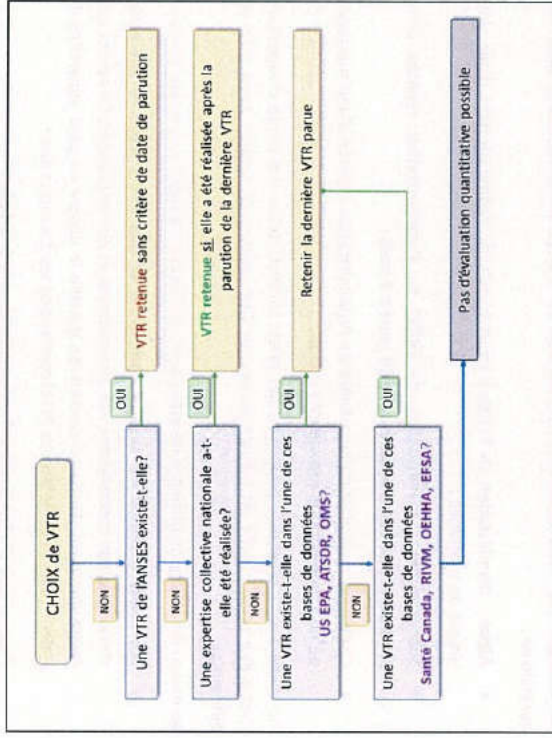 CHOIX de VTR
NON
Une VTR de l'ANSES existe-t-elle?
OUI
VTR retenue sans critère de date de parution
NON
Une expertise collective nationale a-t-
elle été réalisée?
OUI
VTR retenue si elle a été réalisée après la
parution de la dernière VTR
NON
Une VTR existe-t-elle dans l'une de ces
bases de données
US EPA, ATSDR, OMS?
OUI
Retenir la dernière VTR parue
NON
Une VTR existe-t-elle dans l'une de ces
bases de données
Santé Canada, RIVM, OEHHA, EFSA?
OUI
Pas d'évaluation quantitative possible